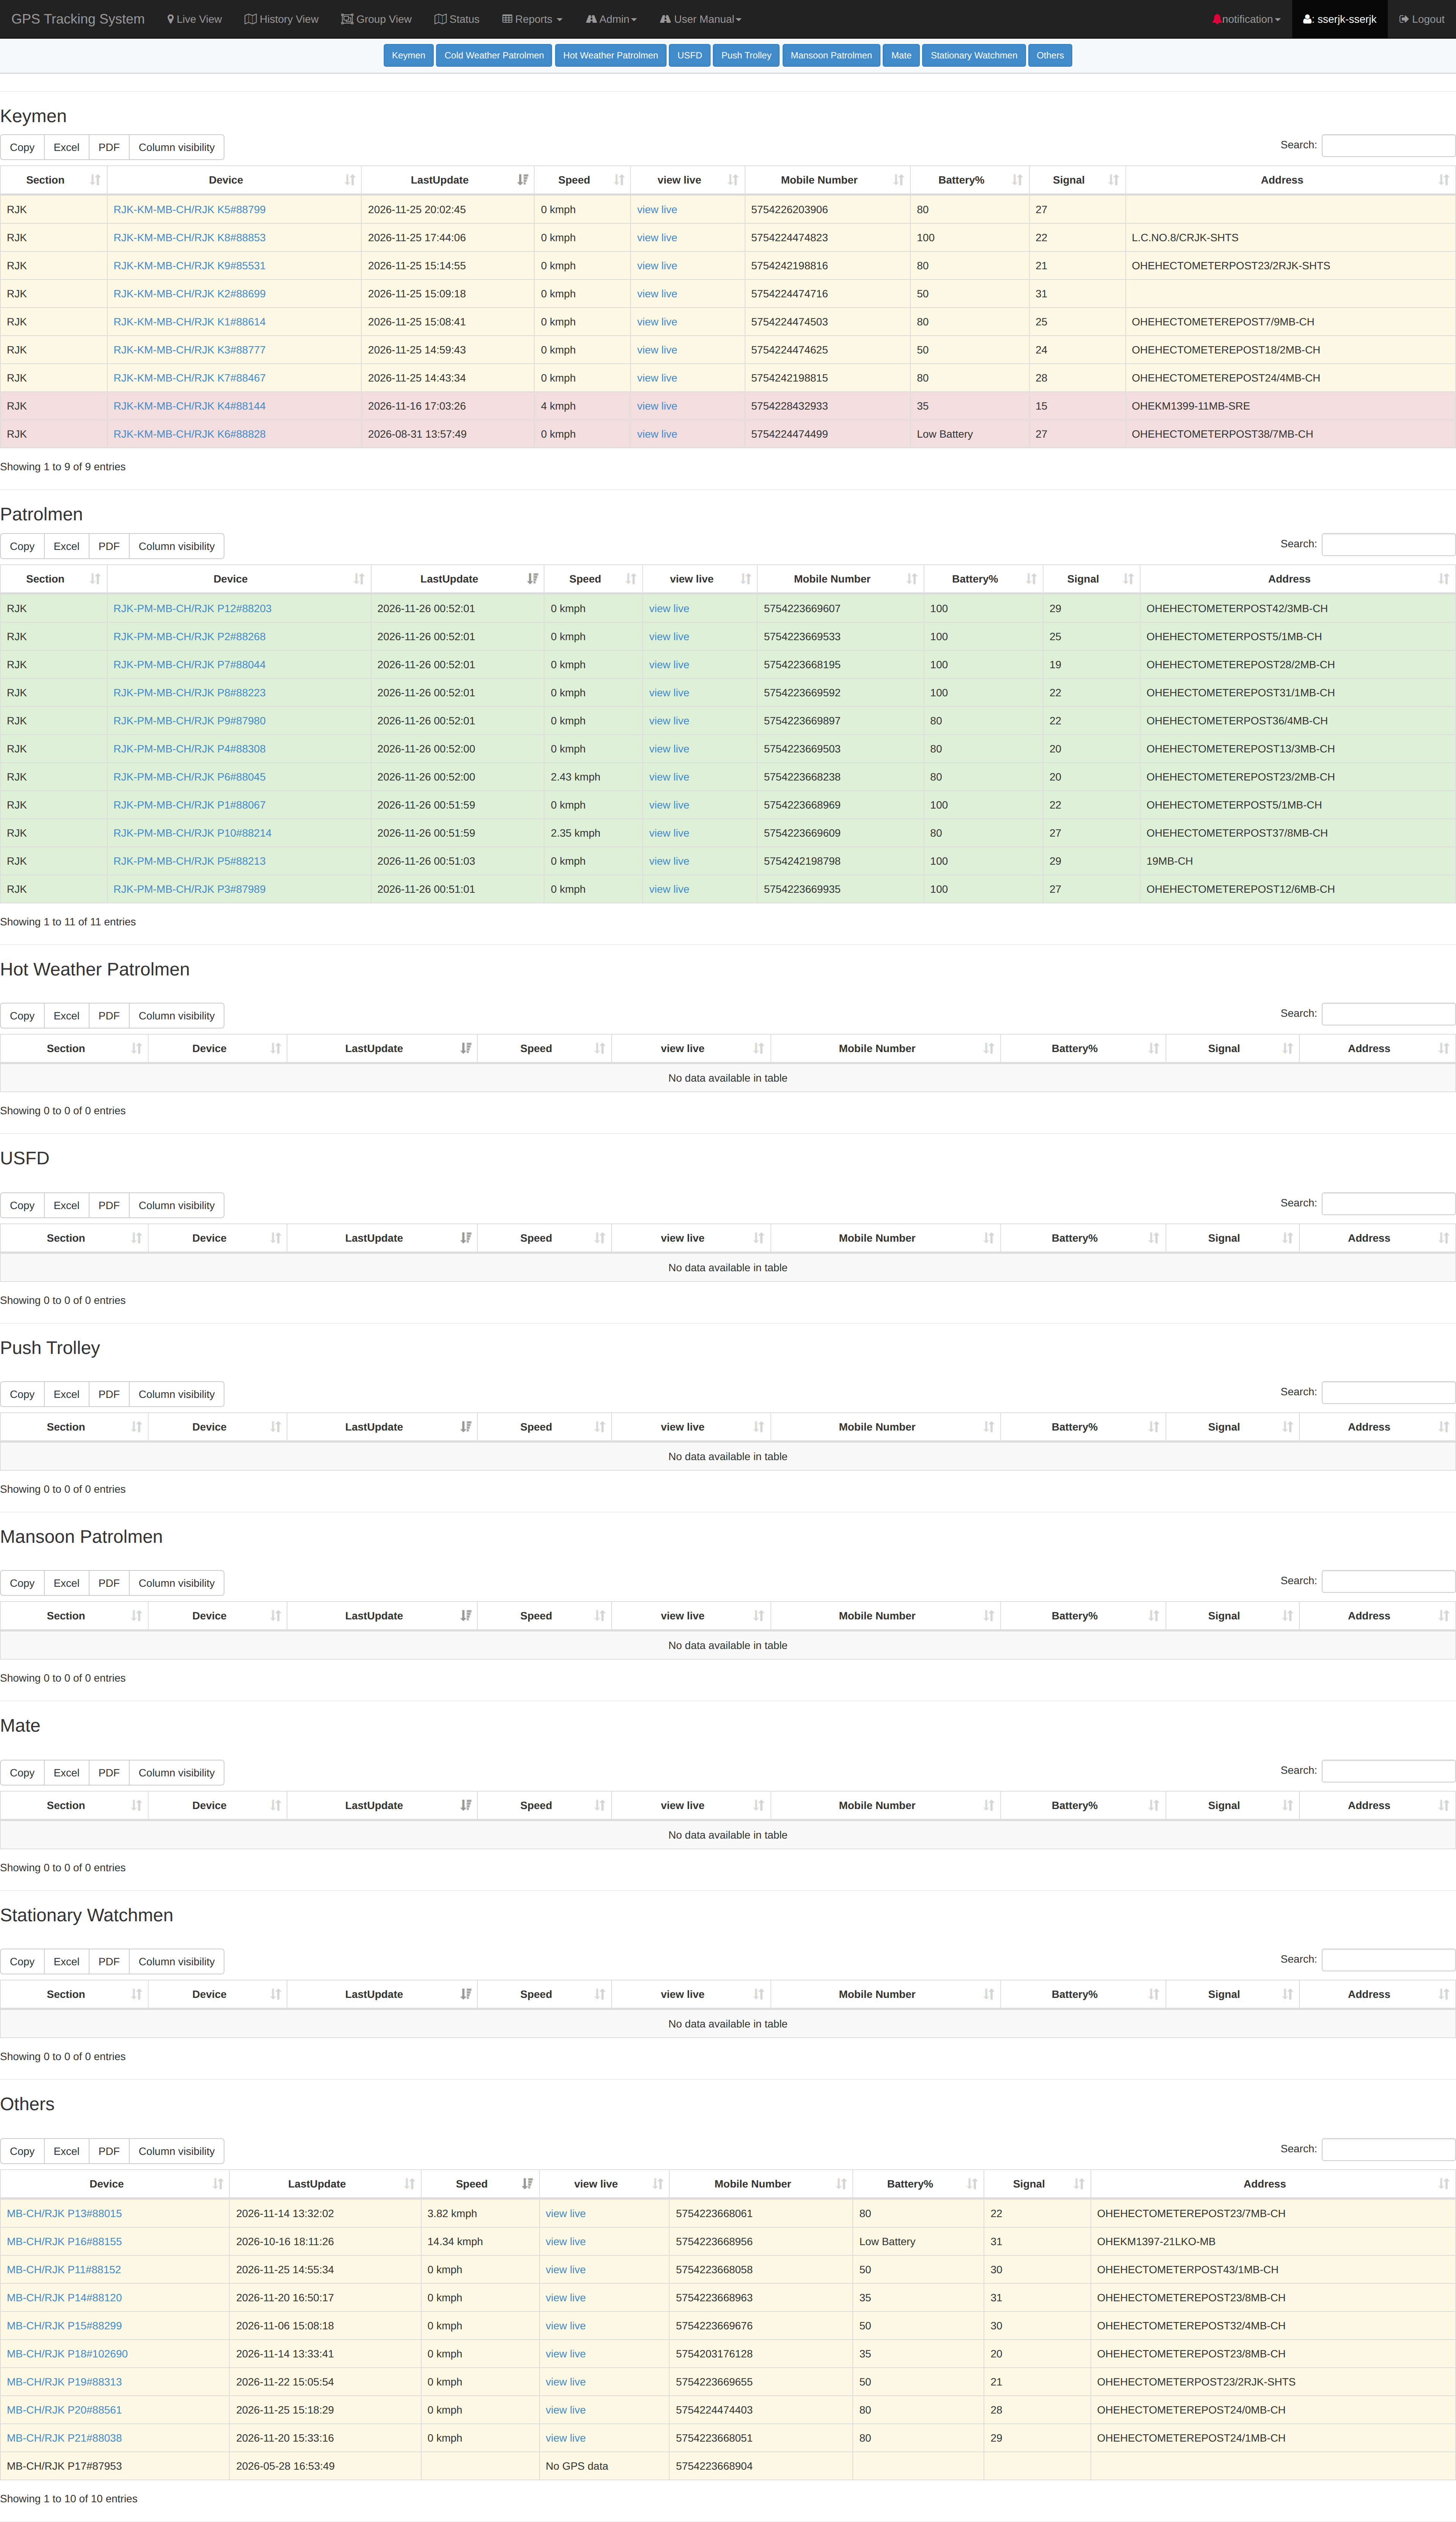 GPS Tracking System Live View History View Group View Status Reports Admin User Manual notification : sserjk-sserjk Logout
Keymen Cold Weather Patrolmen Hot Weather Patrolmen USFD Push Trolley Mansoon Patrolmen Mate Stationary Watchmen Others
Keymen
Copy Excel PDF Column visibility Search:
Section Device LastUpdate Speed view live Mobile Number Battery% Signal Address
RJK RJK-KM-MB-CH/RJK K5#88799 2026-11-25 20:02:45 0 kmph view live 5754226203906 80 27
RJK RJK-KM-MB-CH/RJK K8#88853 2026-11-25 17:44:06 0 kmph view live 5754224474823 100 22 L.C.NO.8/CRJK-SHTS
RJK RJK-KM-MB-CH/RJK K9#85531 2026-11-25 15:14:55 0 kmph view live 5754242198816 80 21 OHEHECTOMETERPOST23/2RJK-SHTS
RJK RJK-KM-MB-CH/RJK K2#88699 2026-11-25 15:09:18 0 kmph view live 5754224474716 50 31
RJK RJK-KM-MB-CH/RJK K1#88614 2026-11-25 15:08:41 0 kmph view live 5754224474503 80 25 OHEHECTOMETEREPOST7/9MB-CH
RJK RJK-KM-MB-CH/RJK K3#88777 2026-11-25 14:59:43 0 kmph view live 5754224474625 50 24 OHEHECTOMETEREPOST18/2MB-CH
RJK RJK-KM-MB-CH/RJK K7#88467 2026-11-25 14:43:34 0 kmph view live 5754242198815 80 28 OHEHECTOMETEREPOST24/4MB-CH
RJK RJK-KM-MB-CH/RJK K4#88144 2026-11-16 17:03:26 4 kmph view live 5754228432933 35 15 OHEKM1399-11MB-SRE
RJK RJK-KM-MB-CH/RJK K6#88828 2026-08-31 13:57:49 0 kmph view live 5754224474499 Low Battery 27 OHEHECTOMETERPOST38/7MB-CH
Showing 1 to 9 of 9 entries
Patrolmen
Copy Excel PDF Column visibility Search:
Section Device LastUpdate Speed view live Mobile Number Battery% Signal Address
RJK RJK-PM-MB-CH/RJK P12#88203 2026-11-26 00:52:01 0 kmph view live 5754223669607 100 29 OHEHECTOMETERPOST42/3MB-CH
RJK RJK-PM-MB-CH/RJK P2#88268 2026-11-26 00:52:01 0 kmph view live 5754223669533 100 25 OHEHECTOMETERPOST5/1MB-CH
RJK RJK-PM-MB-CH/RJK P7#88044 2026-11-26 00:52:01 0 kmph view live 5754223668195 100 19 OHEHECTOMETERPOST28/2MB-CH
RJK RJK-PM-MB-CH/RJK P8#88223 2026-11-26 00:52:01 0 kmph view live 5754223669592 100 22 OHEHECTOMETEREPOST31/1MB-CH
RJK RJK-PM-MB-CH/RJK P9#87980 2026-11-26 00:52:01 0 kmph view live 5754223669897 80 22 OHEHECTOMETERPOST36/4MB-CH
RJK RJK-PM-MB-CH/RJK P4#88308 2026-11-26 00:52:00 0 kmph view live 5754223669503 80 20 OHEHECTOMETEREPOST13/3MB-CH
RJK RJK-PM-MB-CH/RJK P6#88045 2026-11-26 00:52:00 2.43 kmph view live 5754223668238 80 20 OHEHECTOMETEREPOST23/2MB-CH
RJK RJK-PM-MB-CH/RJK P1#88067 2026-11-26 00:51:59 0 kmph view live 5754223668969 100 22 OHEHECTOMETERPOST5/1MB-CH
RJK RJK-PM-MB-CH/RJK P10#88214 2026-11-26 00:51:59 2.35 kmph view live 5754223669609 80 27 OHEHECTOMETERPOST37/8MB-CH
RJK RJK-PM-MB-CH/RJK P5#88213 2026-11-26 00:51:03 0 kmph view live 5754242198798 100 29 19MB-CH
RJK RJK-PM-MB-CH/RJK P3#87989 2026-11-26 00:51:01 0 kmph view live 5754223669935 100 27 OHEHECTOMETEREPOST12/6MB-CH
Showing 1 to 11 of 11 entries
Hot Weather Patrolmen
Copy Excel PDF Column visibility Search:
Section Device LastUpdate Speed view live Mobile Number Battery% Signal Address
No data available in table
Showing 0 to 0 of 0 entries
USFD
Copy Excel PDF Column visibility Search:
Section Device LastUpdate Speed view live Mobile Number Battery% Signal Address
No data available in table
Showing 0 to 0 of 0 entries
Push Trolley
Copy Excel PDF Column visibility Search:
Section Device LastUpdate Speed view live Mobile Number Battery% Signal Address
No data available in table
Showing 0 to 0 of 0 entries
Mansoon Patrolmen
Copy Excel PDF Column visibility Search:
Section Device LastUpdate Speed view live Mobile Number Battery% Signal Address
No data available in table
Showing 0 to 0 of 0 entries
Mate
Copy Excel PDF Column visibility Search:
Section Device LastUpdate Speed view live Mobile Number Battery% Signal Address
No data available in table
Showing 0 to 0 of 0 entries
Stationary Watchmen
Copy Excel PDF Column visibility Search:
Section Device LastUpdate Speed view live Mobile Number Battery% Signal Address
No data available in table
Showing 0 to 0 of 0 entries
Others
Copy Excel PDF Column visibility Search:
Device LastUpdate Speed view live Mobile Number Battery% Signal Address
MB-CH/RJK P13#88015 2026-11-14 13:32:02 3.82 kmph view live 5754223668061 80 22 OHEHECTOMETEREPOST23/7MB-CH
MB-CH/RJK P16#88155 2026-10-16 18:11:26 14.34 kmph view live 5754223668956 Low Battery 31 OHEKM1397-21LKO-MB
MB-CH/RJK P11#88152 2026-11-25 14:55:34 0 kmph view live 5754223668058 50 30 OHEHECTOMETERPOST43/1MB-CH
MB-CH/RJK P14#88120 2026-11-20 16:50:17 0 kmph view live 5754223668963 35 31 OHEHECTOMETEREPOST23/8MB-CH
MB-CH/RJK P15#88299 2026-11-06 15:08:18 0 kmph view live 5754223669676 50 30 OHEHECTOMETEREPOST32/4MB-CH
MB-CH/RJK P18#102690 2026-11-14 13:33:41 0 kmph view live 5754203176128 35 20 OHEHECTOMETEREPOST23/8MB-CH
MB-CH/RJK P19#88313 2026-11-22 15:05:54 0 kmph view live 5754223669655 50 21 OHEHECTOMETERPOST23/2RJK-SHTS
MB-CH/RJK P20#88561 2026-11-25 15:18:29 0 kmph view live 5754224474403 80 28 OHEHECTOMETEREPOST24/0MB-CH
MB-CH/RJK P21#88038 2026-11-20 15:33:16 0 kmph view live 5754223668051 80 29 OHEHECTOMETEREPOST24/1MB-CH
MB-CH/RJK P17#87953 2026-05-28 16:53:49 No GPS data 5754223668904
Showing 1 to 10 of 10 entries